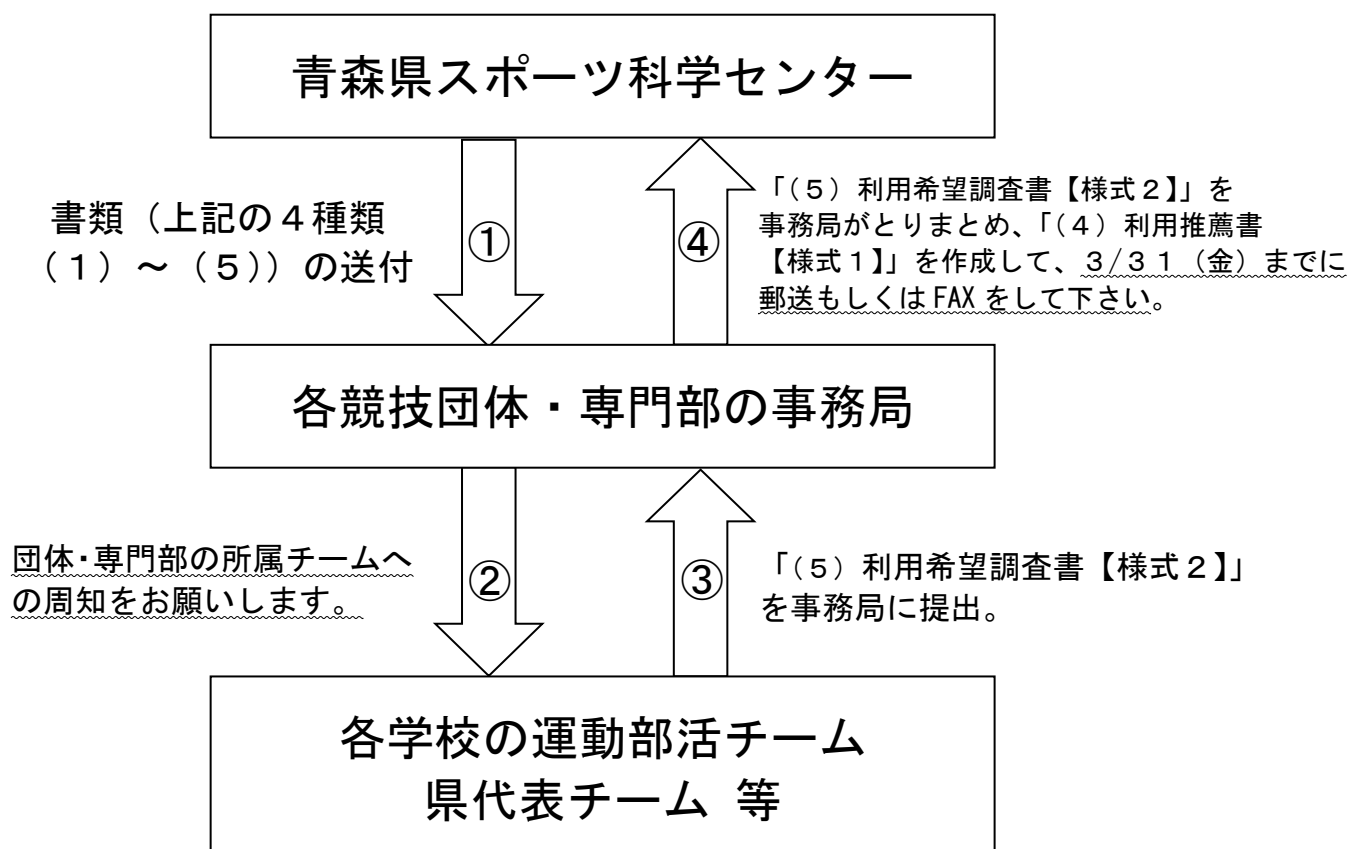 青森県スポーツ科学センター
書類（上記の４種類
（１）～（５））の送付
①
④
「（５）利用希望調査書【様式２】」を
事務局がとりまとめ、「（４）利用推薦書
【様式１】」を作成して、３/３１（金）までに
郵送もしくは FAX をして下さい。
各競技団体・専門部の事務局
団体・専門部の所属チームへ
の周知をお願いします。
②
③
「（５）利用希望調査書【様式２】」
を事務局に提出。
各学校の運動部活チーム
県代表チーム 等